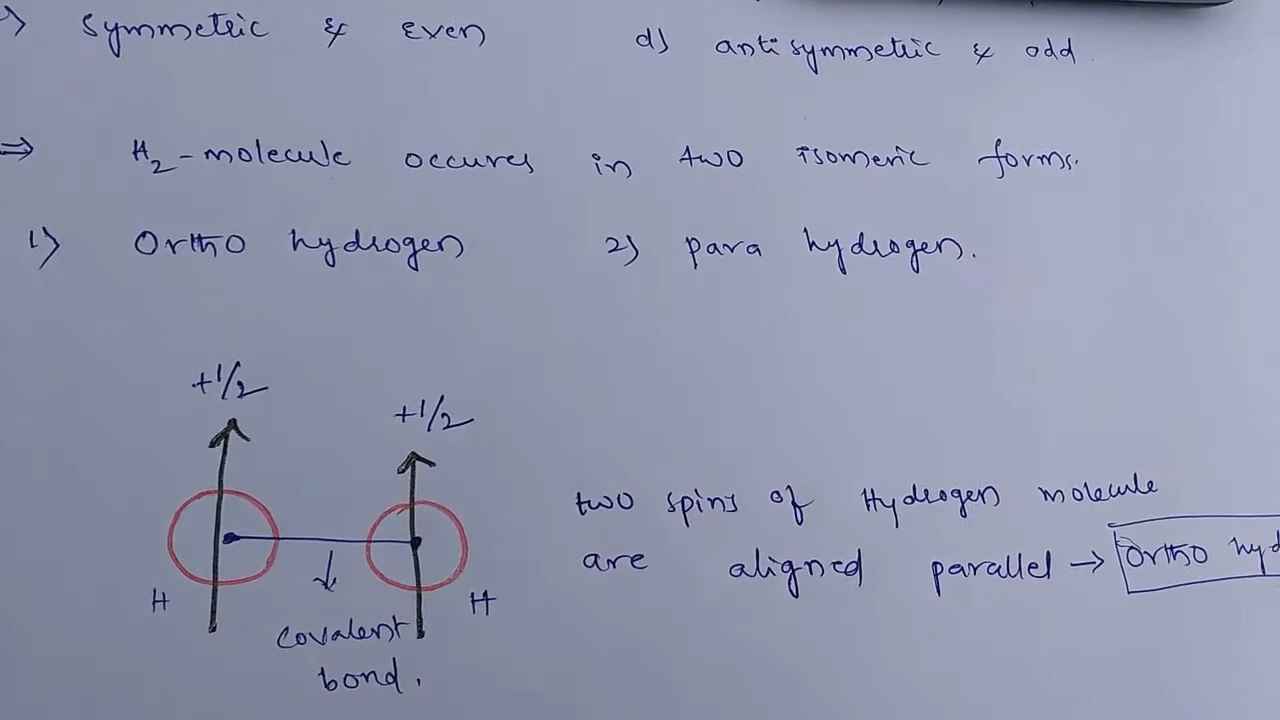 symmetric & even d) antisymmetric & odd
⇒ H₂-molecule occures in two isomeric forms.
1) Ortho hydrogen 2) para hydrogen.
+1/2
+1/2
two spins of Hydrogen molecule
are aligned parallel → Ortho
H H
covalent
bond.